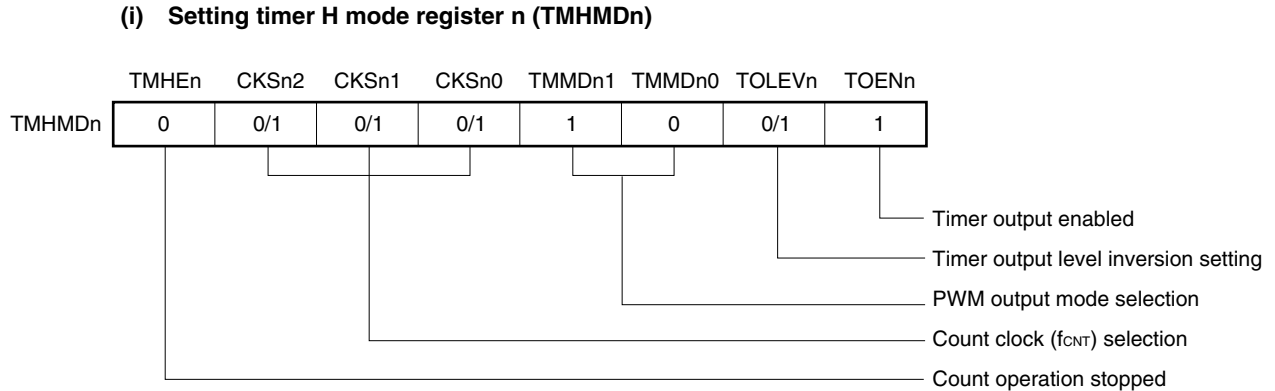 (i) Setting timer H mode register n (TMHMDn)
TMHEn CKSn2 CKSn1 CKSn0 TMMDn1 TMMDn0 TOLEVn TOENn
TMHMDn 0 0/1 0/1 0/1 1 0 0/1 1
Timer output enabled
Timer output level inversion setting
PWM output mode selection
Count clock (fCNT) selection
Count operation stopped